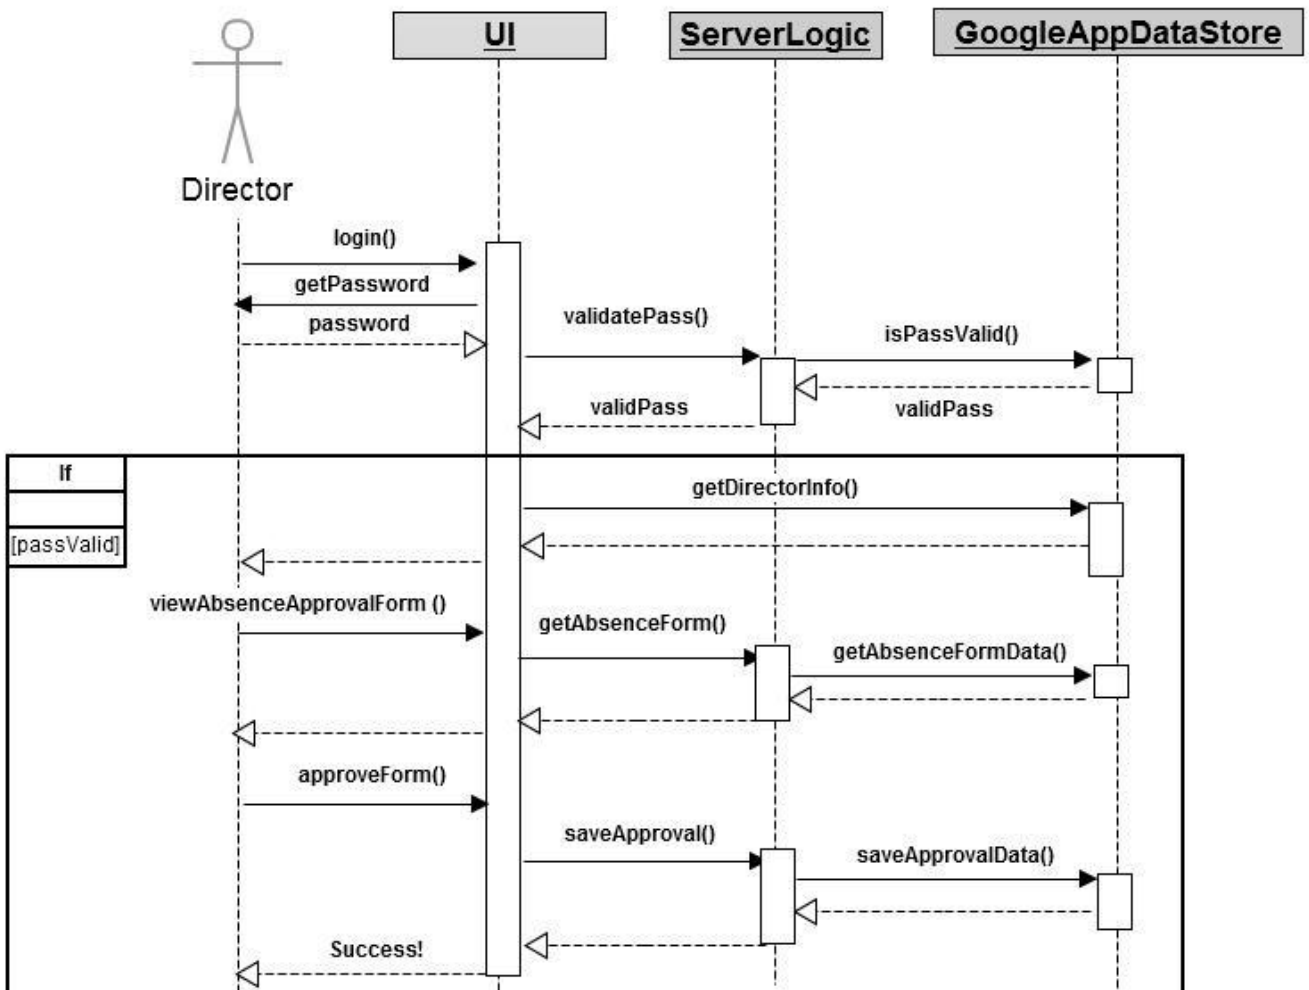 UI
ServerLogic
GoogleAppDataStore
Director
login()
getPassword
password
validatePass()
isPassValid()
validPass
validPass
If
[passValid]
getDirectorInfo()
viewAbsenceApprovalForm ()
getAbsenceForm()
getAbsenceFormData()
approveForm()
saveApproval()
saveApprovalData()
Success!